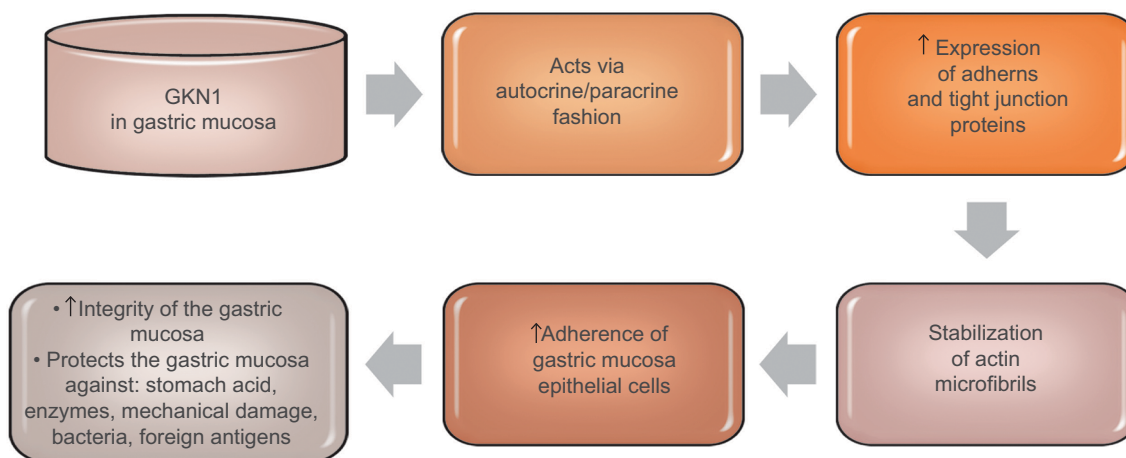 GKN1
in gastric mucosa
Acts via
autocrine/paracrine
fashion
↑ Expression
of adherns
and tight junction
proteins
Stabilization
of actin
microfibrils
↑Adherence of
gastric mucosa
epithelial cells
• ↑Integrity of the gastric
mucosa
• Protects the gastric mucosa
against: stomach acid,
enzymes, mechanical damage,
bacteria, foreign antigens